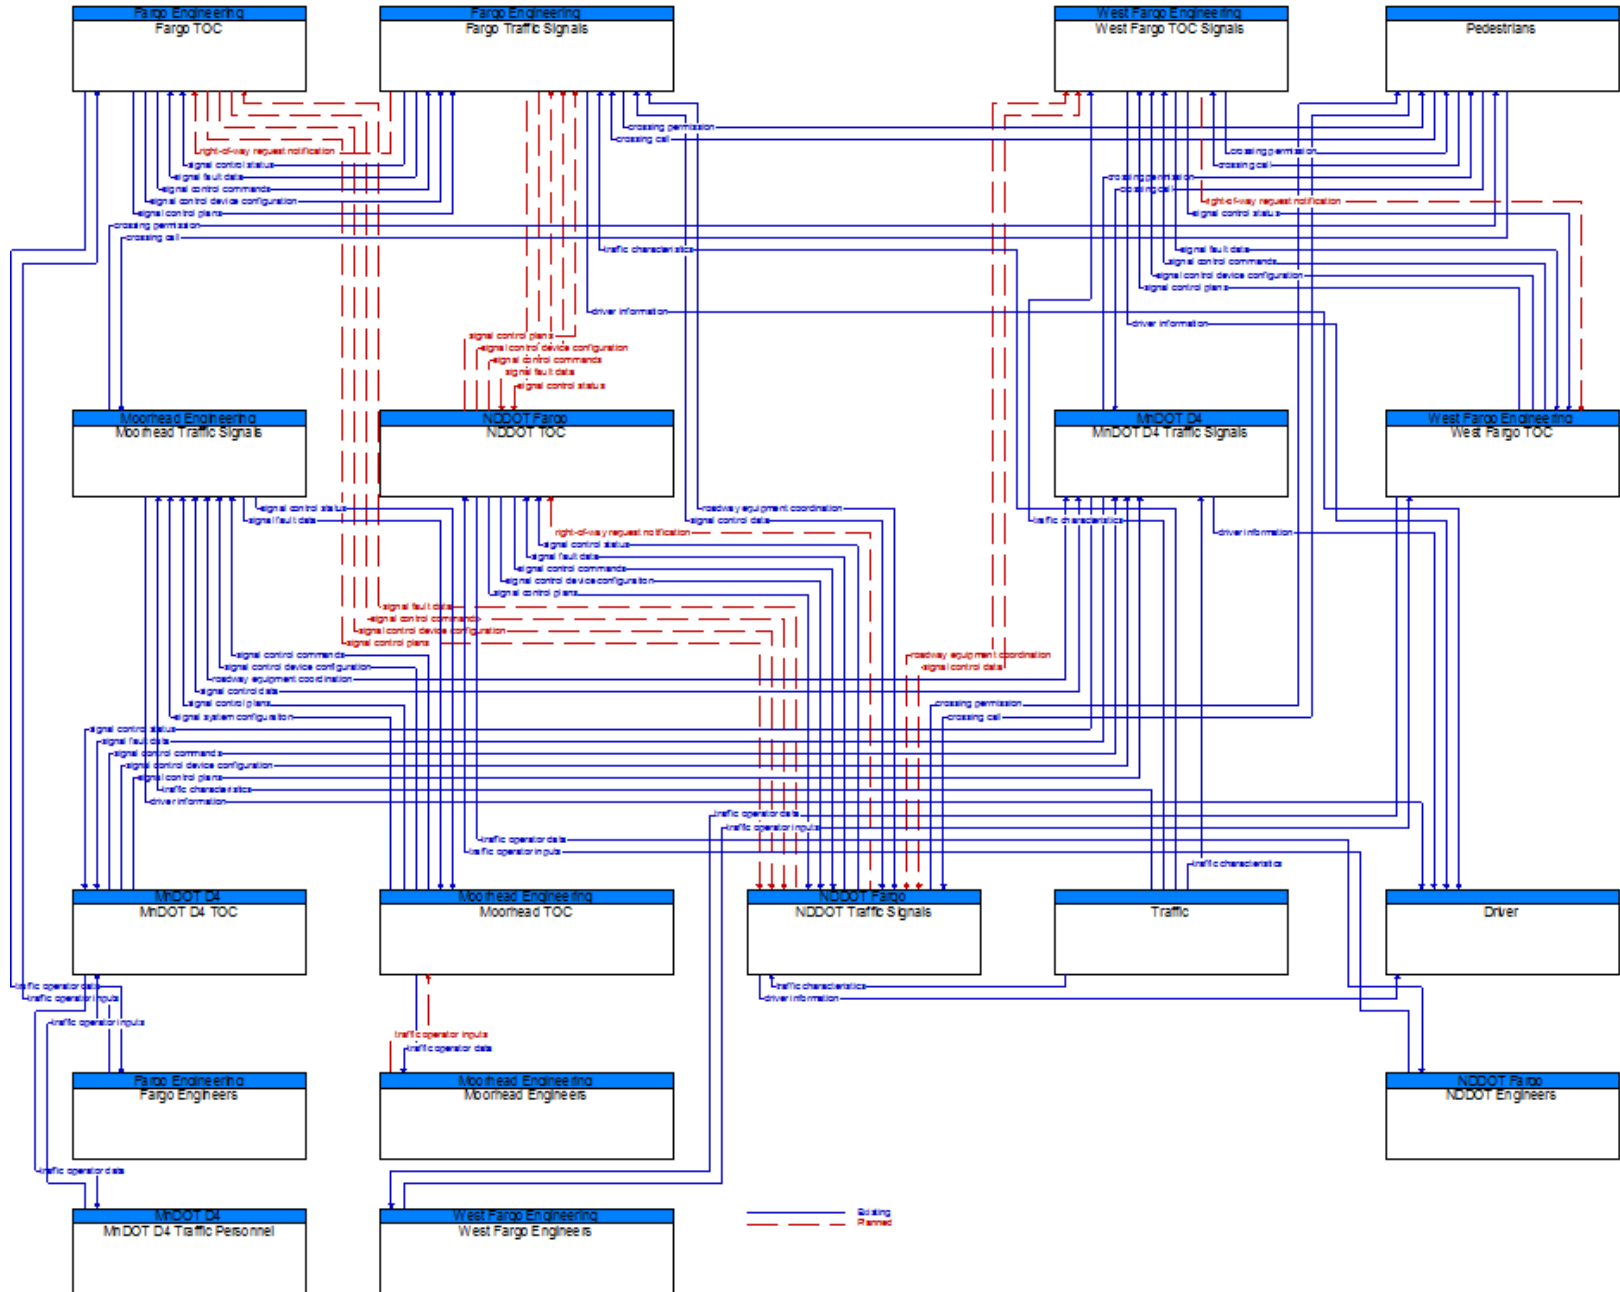 Fargo Engineering
Fargo TOC
Fargo Engineering
Fargo Traffic Signals
West Fargo Engineering
West Fargo TOC Signals
Pedestrians
crossing permission
crossing call
right-of-way request notification
signal control status
signal fault data
signal control commands
signal control device configuration
signal control plans
crossing permission
crossing call
crossing permission
crossing call
crossing permission
crossing call
right-of-way request notification
signal control status
traffic characteristics
signal fault data
signal control commands
signal control device configuration
signal control plans
driver information
driver information
signal control plans
signal control device configuration
signal control commands
signal fault data
signal control status
Moorhead Engineering
Moorhead Traffic Signals
NDDOT Fargo
NDDOT TOC
MnDOT D4
MnDOT D4 Traffic Signals
West Fargo Engineering
West Fargo TOC
signal control status
signal fault data
roadway equipment coordination
signal control data
traffic characteristics
driver information
right-of-way request notification
signal control status
signal fault data
signal control commands
signal control device configuration
signal control plans
signal fault data
signal control commands
signal control device configuration
signal control plans
signal control commands
signal control device configuration
roadway equipment coordination
signal control data
signal control plans
signal system configuration
roadway equipment coordination
signal control data
crossing permission
crossing call
signal control status
signal fault data
signal control commands
signal control device configuration
signal control plans
traffic characteristics
driver information
traffic operator data
traffic operator inputs
traffic operator data
traffic operator inputs
traffic characteristics
MnDOT D4
MnDOT D4 TOC
Moorhead Engineering
Moorhead TOC
NDDOT Fargo
NDDOT Traffic Signals
Traffic
Driver
traffic operator data
traffic operator inputs
traffic operator inputs
traffic characteristics
driver information
traffic operator inputs
traffic operator data
Fargo Engineering
Fargo Engineers
Moorhead Engineering
Moorhead Engineers
NDDOT Fargo
NDDOT Engineers
traffic operator data
MnDOT D4
MnDOT D4 Traffic Personnel
West Fargo Engineering
West Fargo Engineers
Existing
Planned